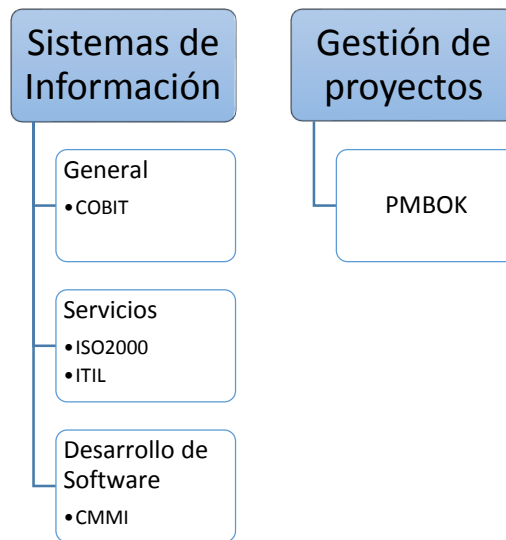 Sistemas de
Información
General
•COBIT
Servicios
•ISO2000
•ITIL
Desarrollo de
Software
•CMMI
Gestión de
proyectos
PMBOK